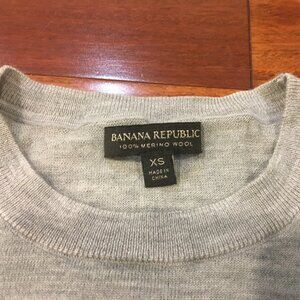 BANANA REPUBLIC
100% MERINO WOOL
XS
MADE IN
CHINA